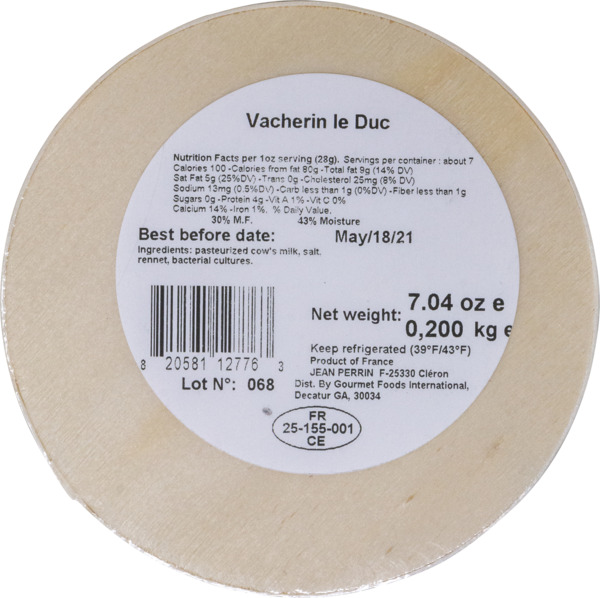 Vacherin le Duc
Nutrition Facts per 1oz serving (28g). Servings per container : about 7
Calories 100 -Calories from fat 80g -Total fat 9g (14% DV)
Sat Fat 5g (25%DV) -Trans 0g -Cholesterol 25mg (8% DV)
Sodium 13mg (0.5%DV) -Carb less than 1g (0%DV) -Fiber less than 1g
Sugars 0g -Protein 4g -Vit A 1% -Vit C 0%
Calcium 14% -Iron 1%, % Daily Value,
30% M.F. 43% Moisture
Best before date: May/18/21
Ingredients: pasteurized cow's milk, salt,
rennet, bacterial cultures.
Net weight: 7.04 oz e
0,200 kg e
8 20581 12776 3
Keep refrigerated (39°F/43°F)
Product of France
JEAN PERRIN F-25330 Cléron
Lot N°: 068
Dist. By Gourmet Foods International,
Decatur GA, 30034
FR
25-155-001
CE